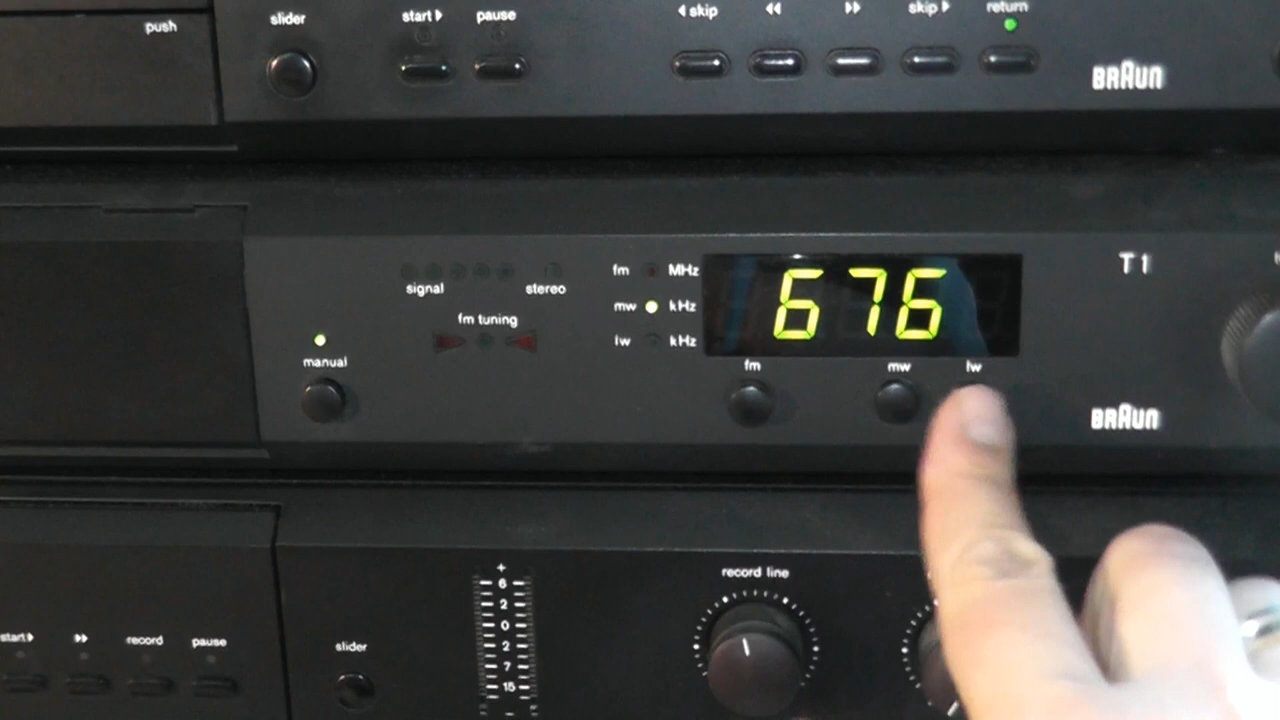 push
slider
start
pause
skip
skip
return
BRAUN
signal
stereo
fm tuning
manual
fm MHz
mw kHz
lw kHz
676
fm
mw
lw
T1
BRAUN
start
record
pause
slider
+
6
2
0
2
7
15
-
record line